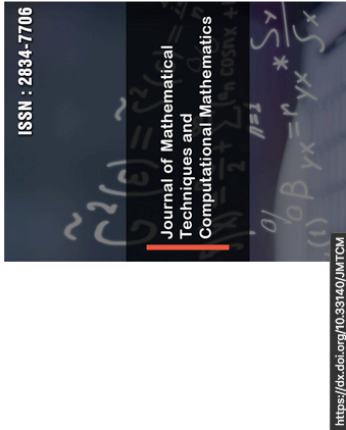 ISSN : 2834-7706
Journal of Mathematical
Techniques and
Computational Mathematics
https://dx.doi.org/10.33140/JMTCM